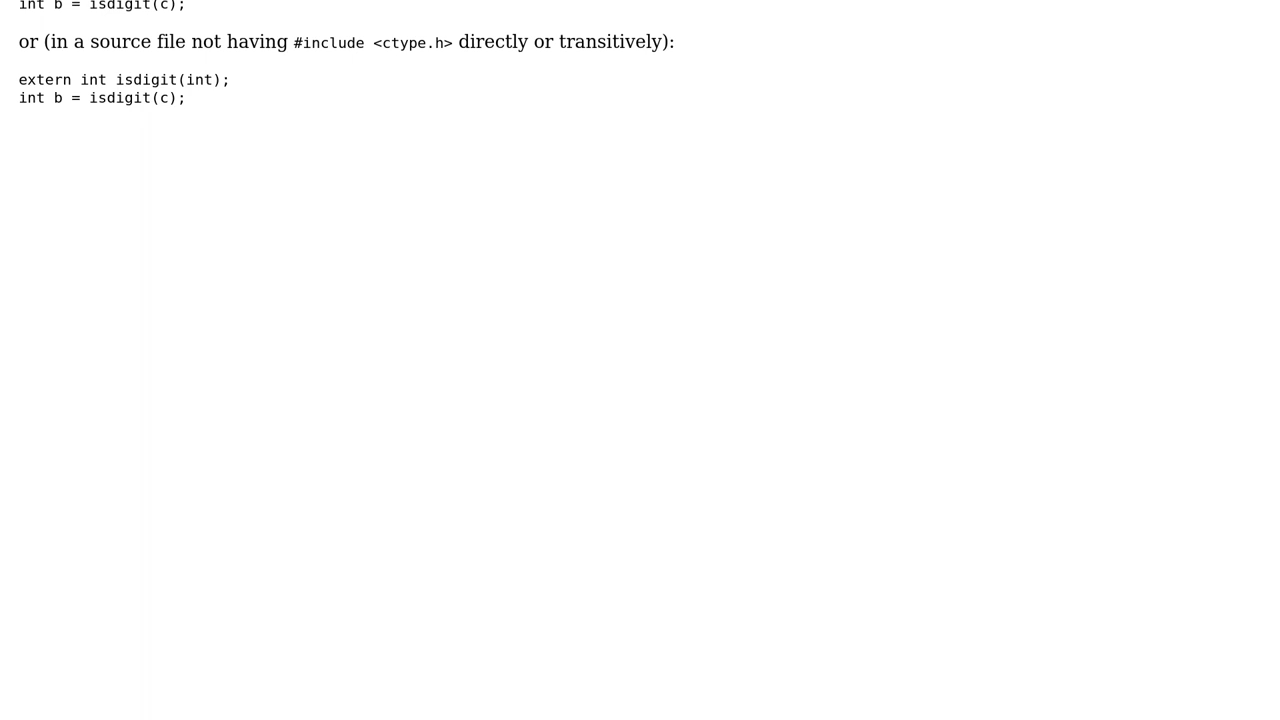 int b = isdigit(c);
or (in a source file not having #include <ctype.h> directly or transitively):
extern int isdigit(int);
int b = isdigit(c);